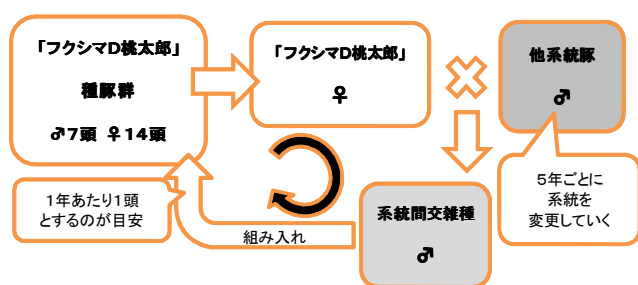 「フクシマD桃太郎」
種豚群
♂7頭 ♀14頭
「フクシマD桃太郎」
♀
他系統豚
♂
1年あたり1頭
とするのが目安
組み入れ
系統間交雑種
♂
5年ごとに
系統を
変更していく